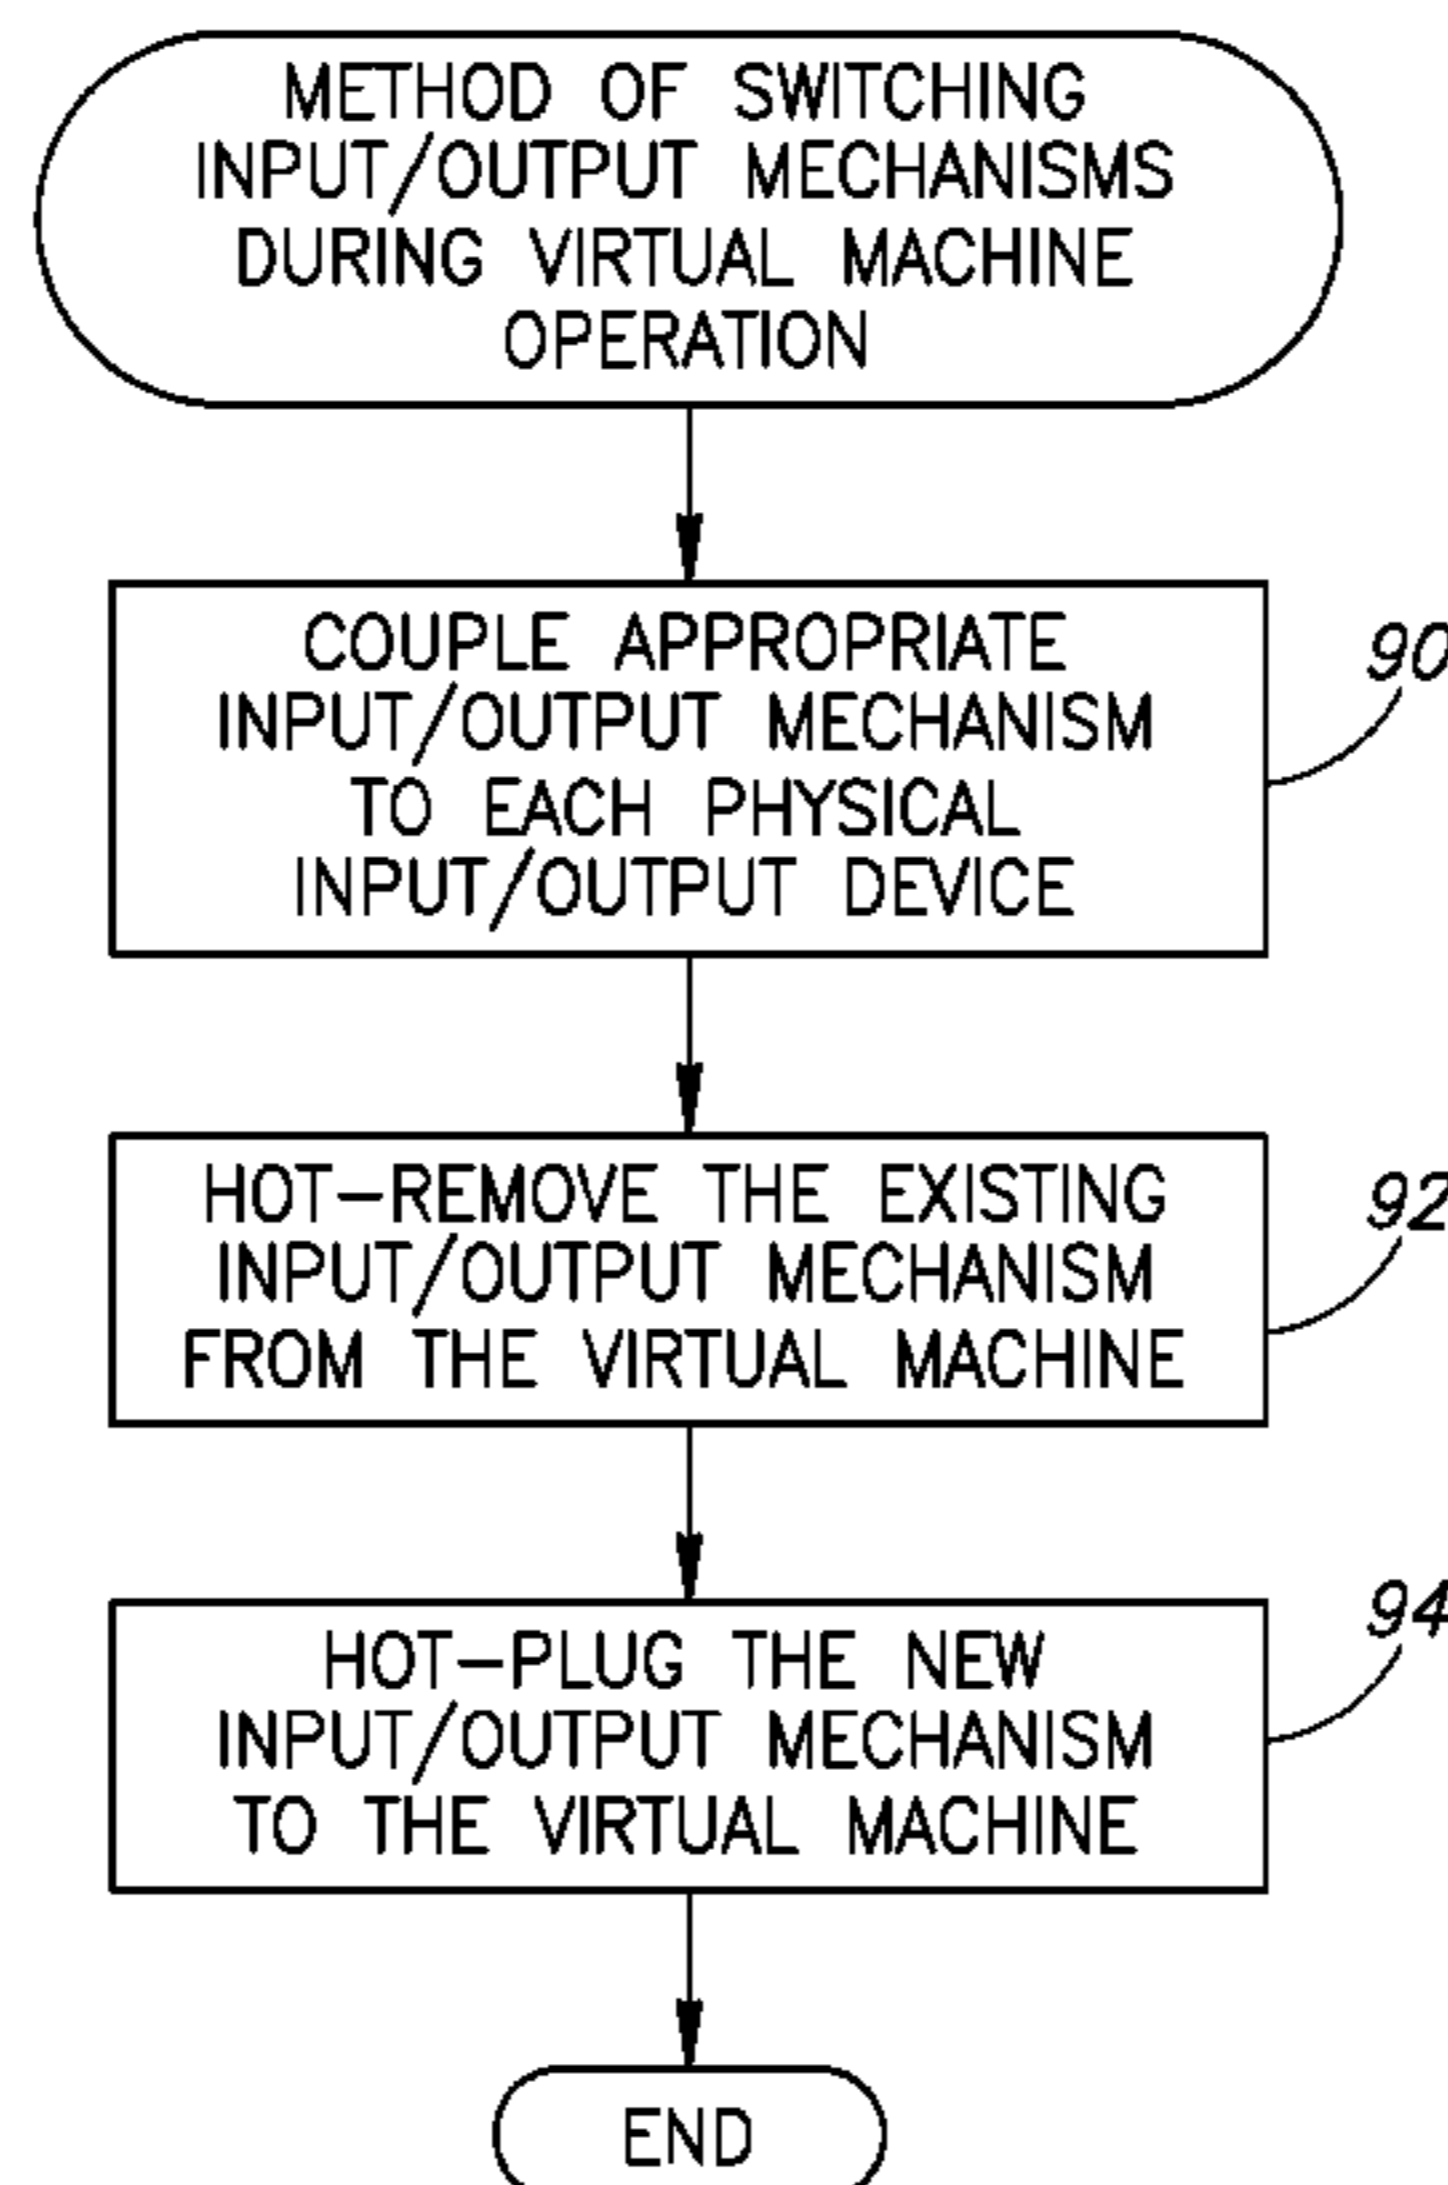 METHOD OF SWITCHING
INPUT/OUTPUT MECHANISMS
DURING VIRTUAL MACHINE
OPERATION
COUPLE APPROPRIATE
INPUT/OUTPUT MECHANISM
TO EACH PHYSICAL
INPUT/OUTPUT DEVICE
90
HOT-REMOVE THE EXISTING
INPUT/OUTPUT MECHANISM
FROM THE VIRTUAL MACHINE
92
HOT-PLUG THE NEW
INPUT/OUTPUT MECHANISM
TO THE VIRTUAL MACHINE
94
END